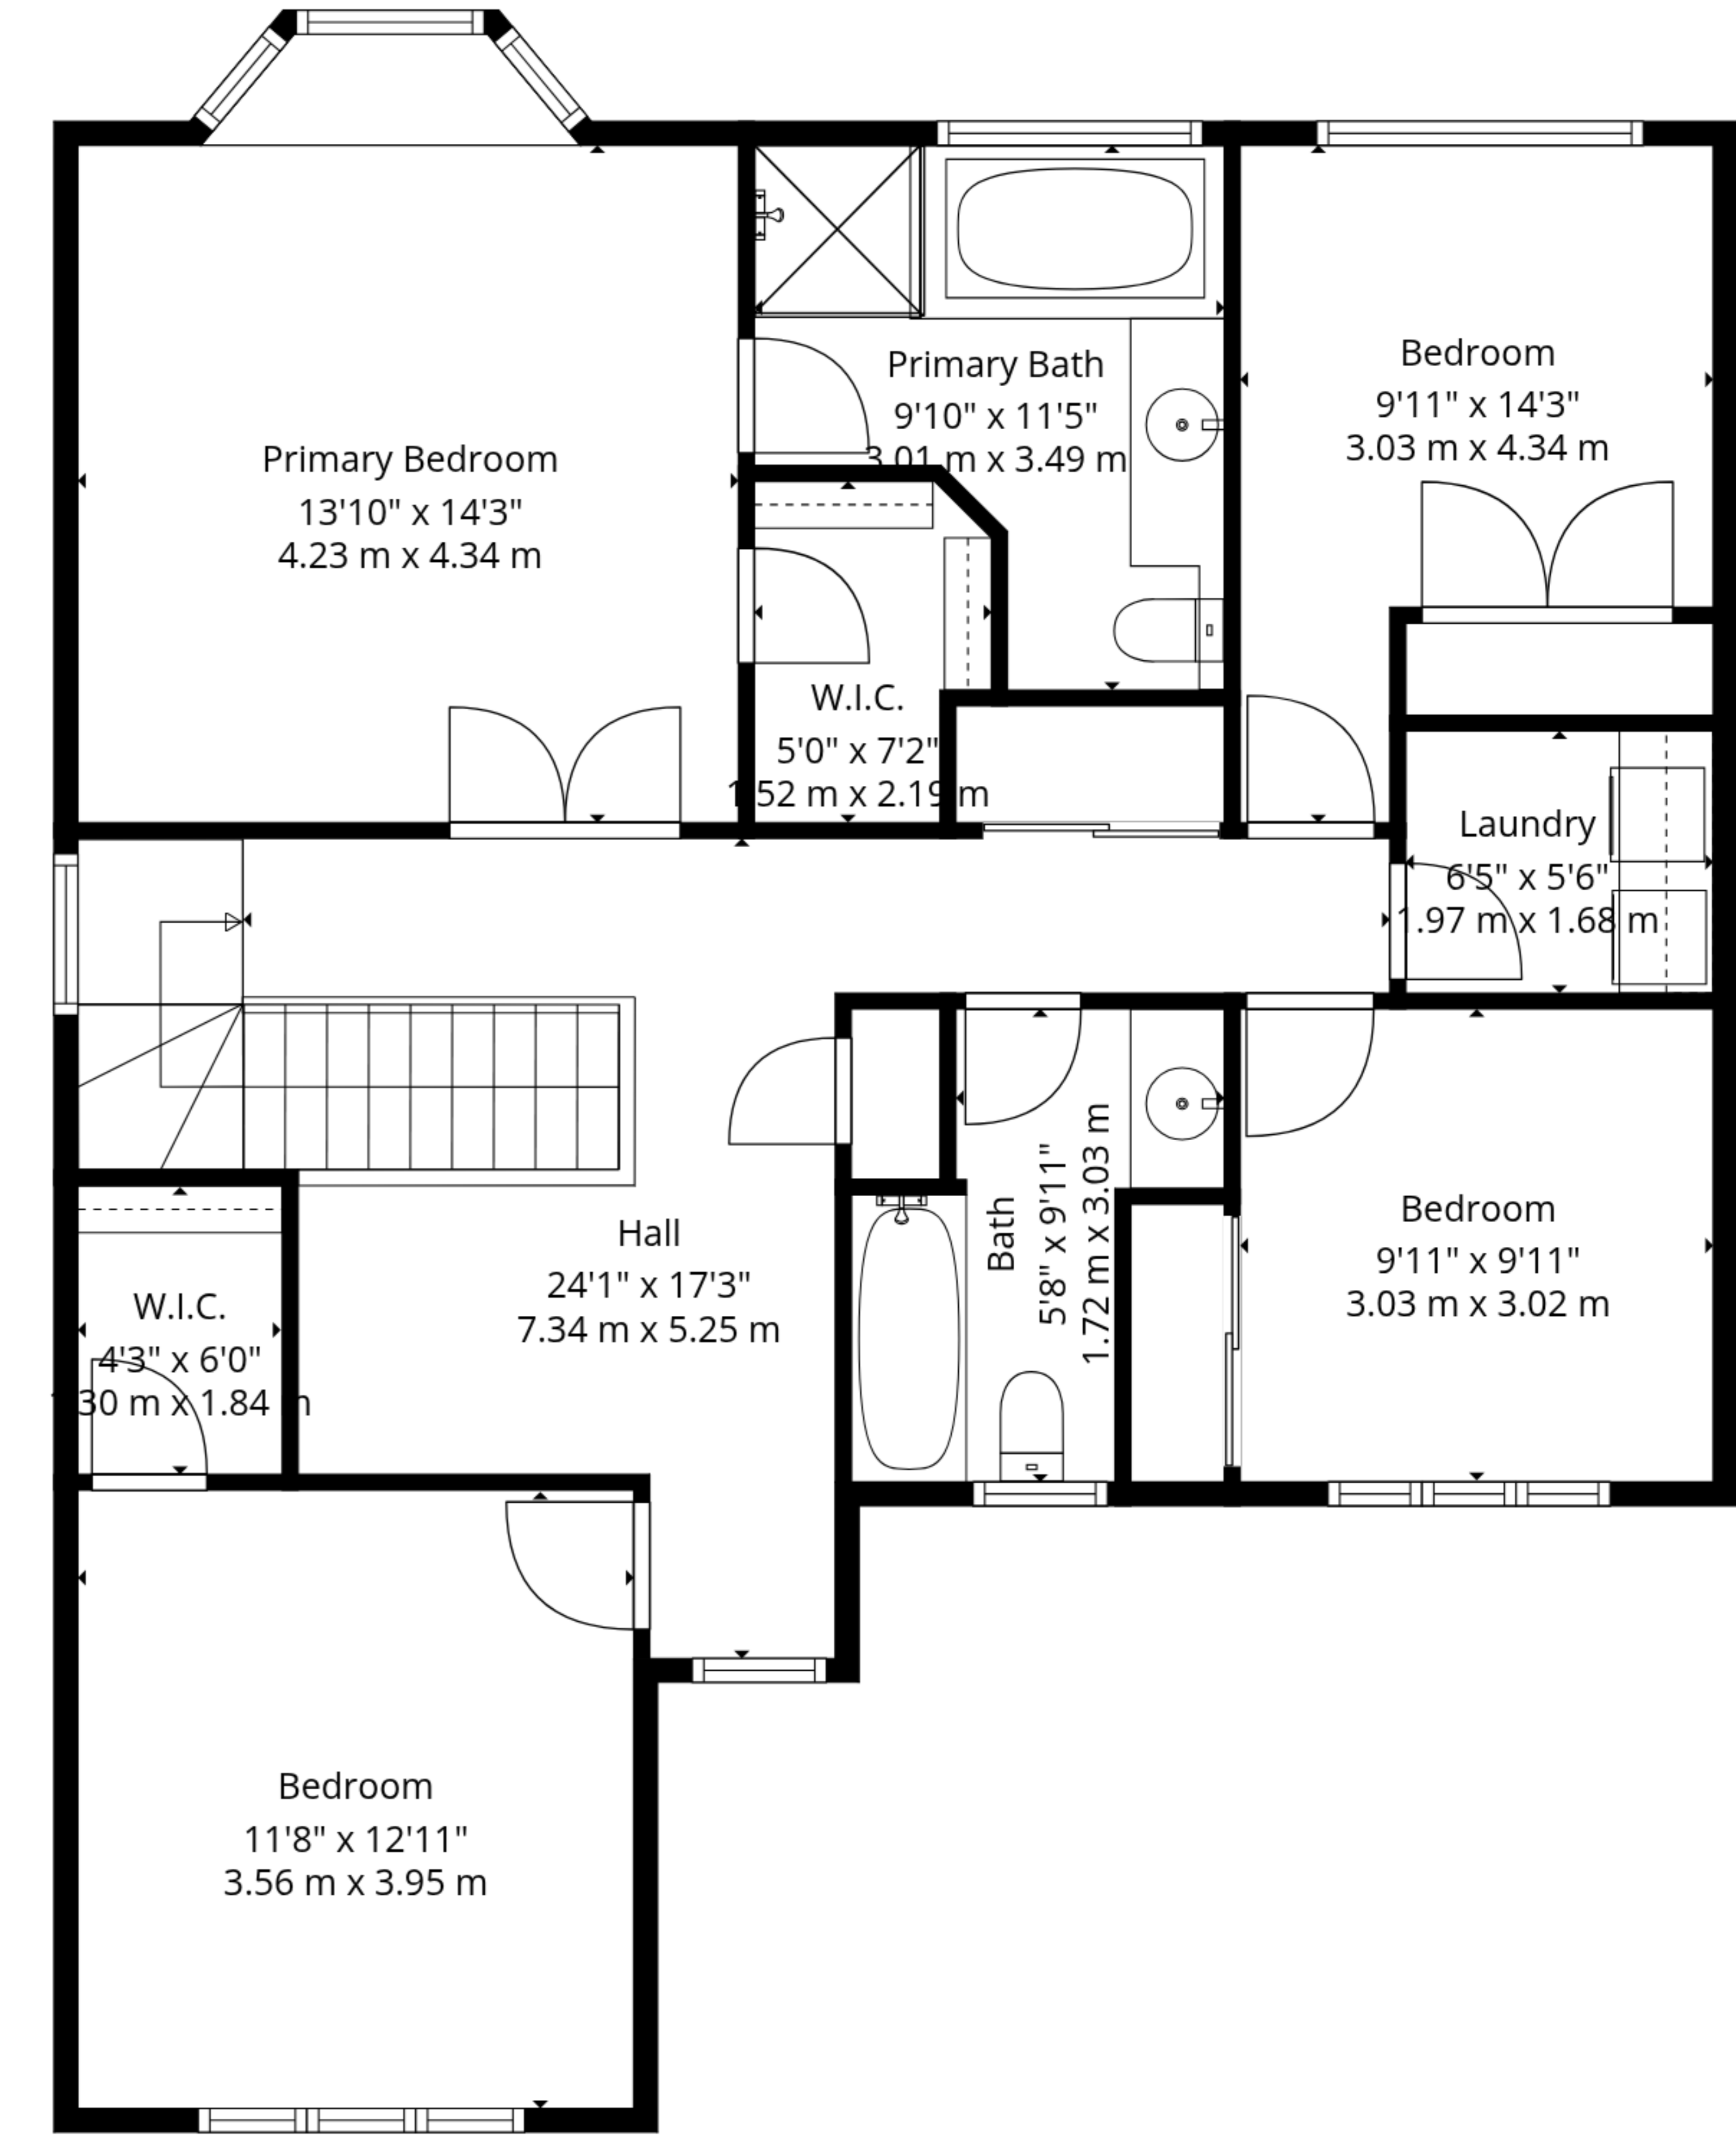 Primary Bedroom
13'10" x 14'3"
4.23 m x 4.34 m
Primary Bath
9'10" x 11'5"
3.01 m x 3.49 m
Bedroom
9'11" x 14'3"
3.03 m x 4.34 m
W.I.C.
5'0" x 7'2"
1.52 m x 2.19 m
Laundry
6'5" x 5'6"
1.97 m x 1.68 m
Hall
24'1" x 17'3"
7.34 m x 5.25 m
Bath
5'8" x 9'11"
1.72 m x 3.03 m
Bedroom
9'11" x 9'11"
3.03 m x 3.02 m
W.I.C.
4'3" x 6'0"
30 m x 1.84 m
Bedroom
11'8" x 12'11"
3.56 m x 3.95 m